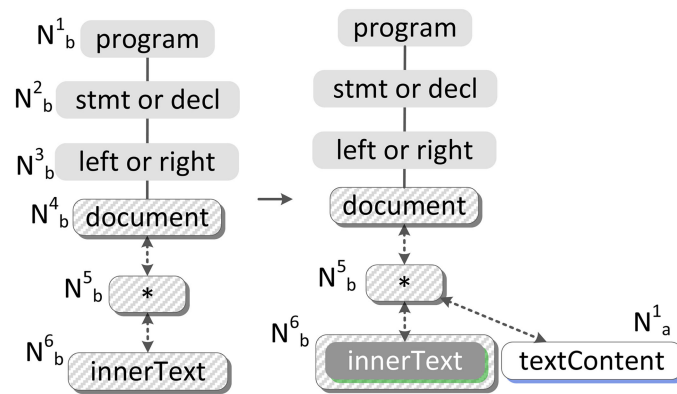 N¹b program
N²b stmt or decl
N³b left or right
N⁴b document
N⁵b *
N⁶b innerText
program
stmt or decl
left or right
document
N⁵b *
N⁶b innerText
N¹a textContent